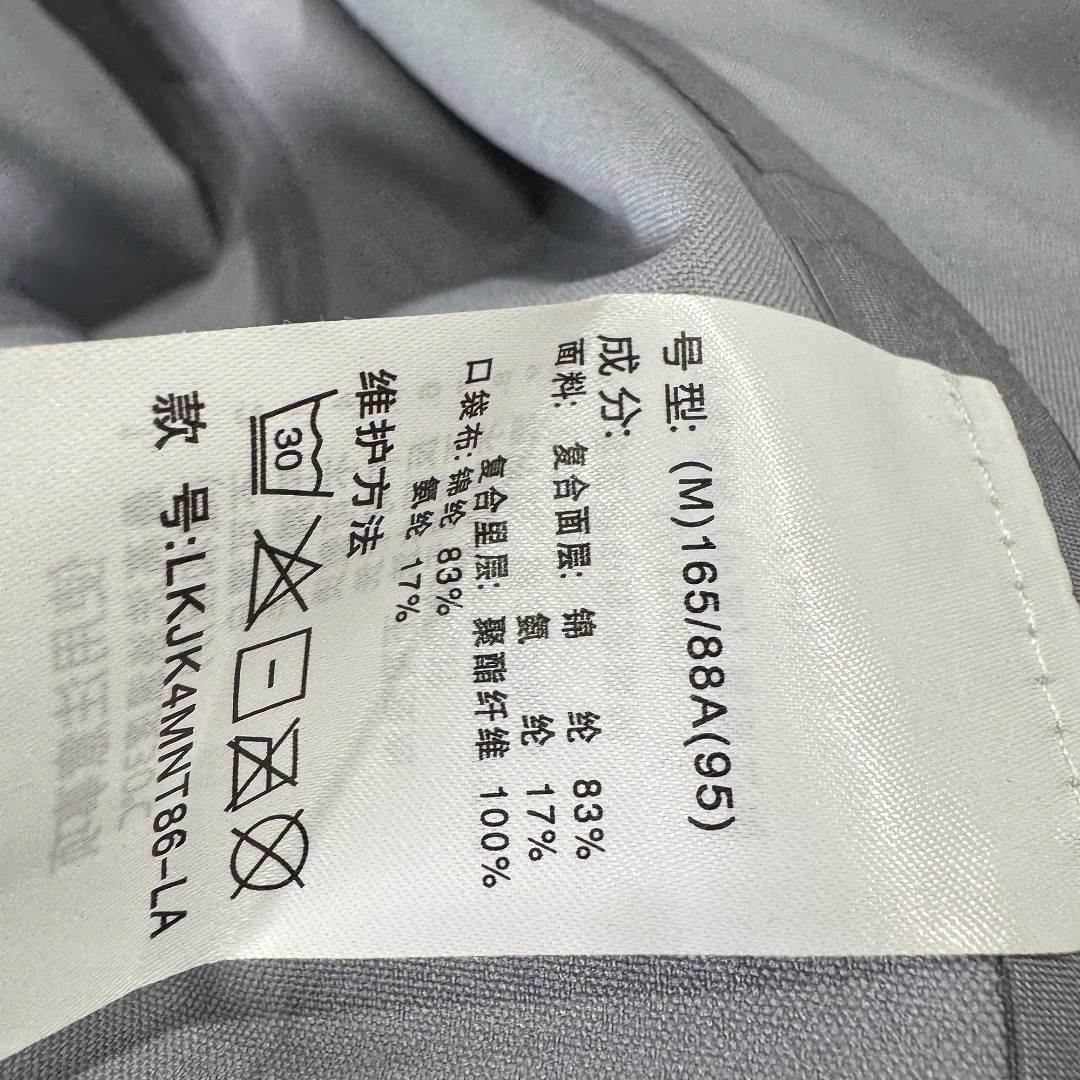 号型: (M)165/88A(95)
成分:
面料: 复合面层: 锦 纶 83%
氨 纶 17%
复合里层: 聚酯纤维 100%
口袋布: 锦纶 83%
氨纶 17%
维护方法
30
款 号:LKJK4MNT86-LA